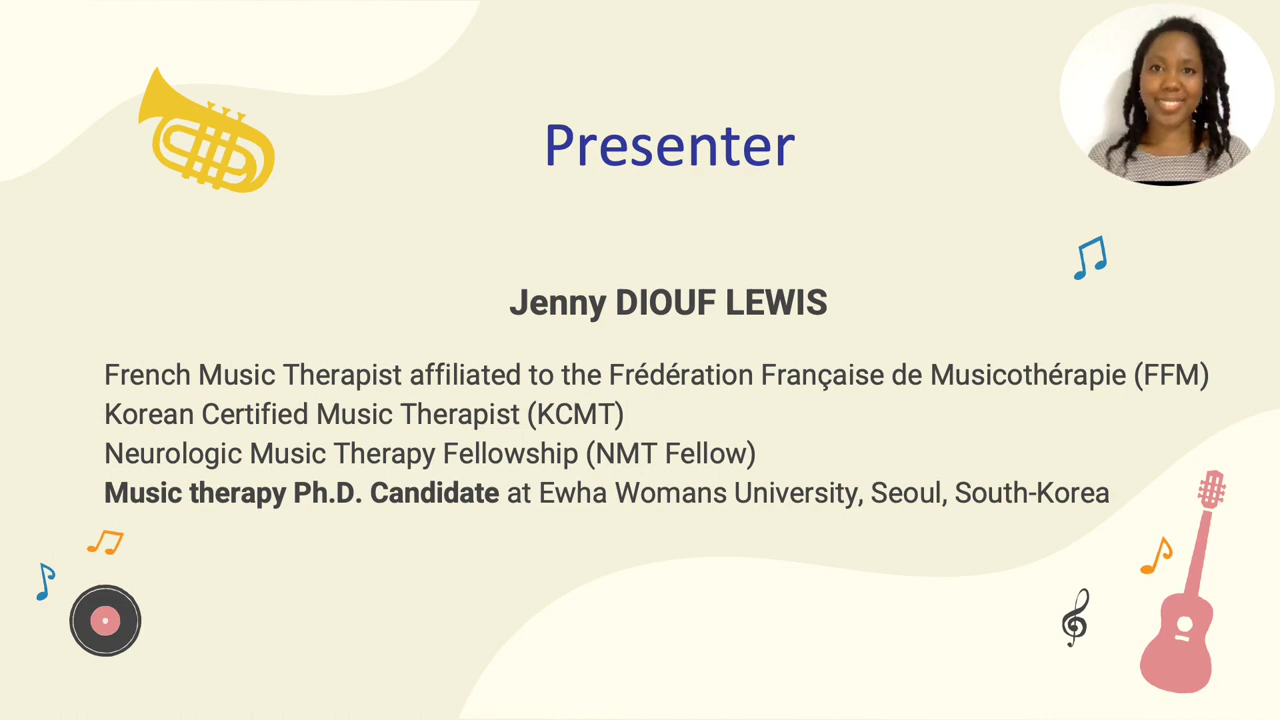 Presenter
Jenny DIOUF LEWIS
French Music Therapist affiliated to the Frédération Française de Musicothérapie (FFM)
Korean Certified Music Therapist (KCMT)
Neurologic Music Therapy Fellowship (NMT Fellow)
Music therapy Ph.D. Candidate at Ewha Womans University, Seoul, South-Korea